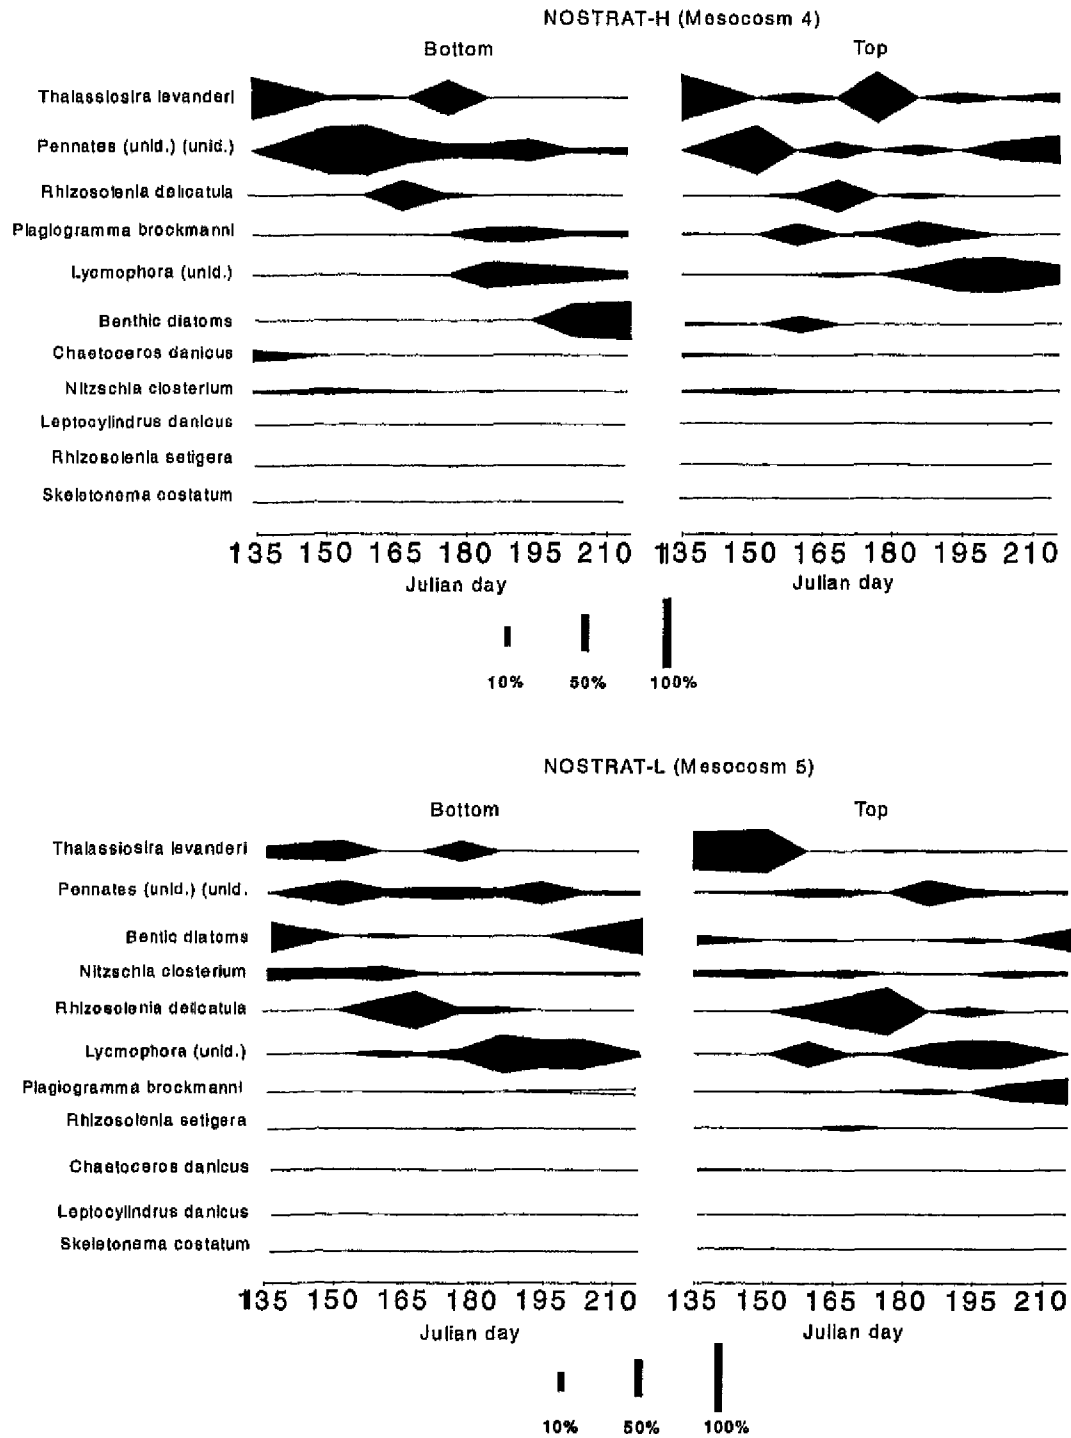 NOSTRAT-H (Mesocosm 4)
Bottom Top
Thalassiosira levanderi
Pennates (unid.) (unid.)
Rhizosotenia delicatula
Plagiogramma brockmanni
Lycmophora (unid.)
Benthic diatoms
Chaetoceros danicus
Nitzschia closterium
Leptocylindrus danicus
Rhizosolenia setigera
Skeletonema costatum
135 150 165 180 195 210 135 150 165 180 195 210
Julian day Julian day
10% 50% 100%
NOSTRAT-L (Mesocosm 5)
Bottom Top
Thalassiosira levanderi
Pennates (unid.) (unid.
Bentic diatoms
Nitzschia closterium
Rhizosolenia delicatula
Lycmophora (unid.)
Plagiogramma brockmanni
Rhizosolenia setigera
Chaetoceros danicus
Leptocylindrus danicus
Skeletonema costatum
135 150 165 180 195 210 135 150 165 180 195 210
Julian day Julian day
10% 50% 100%